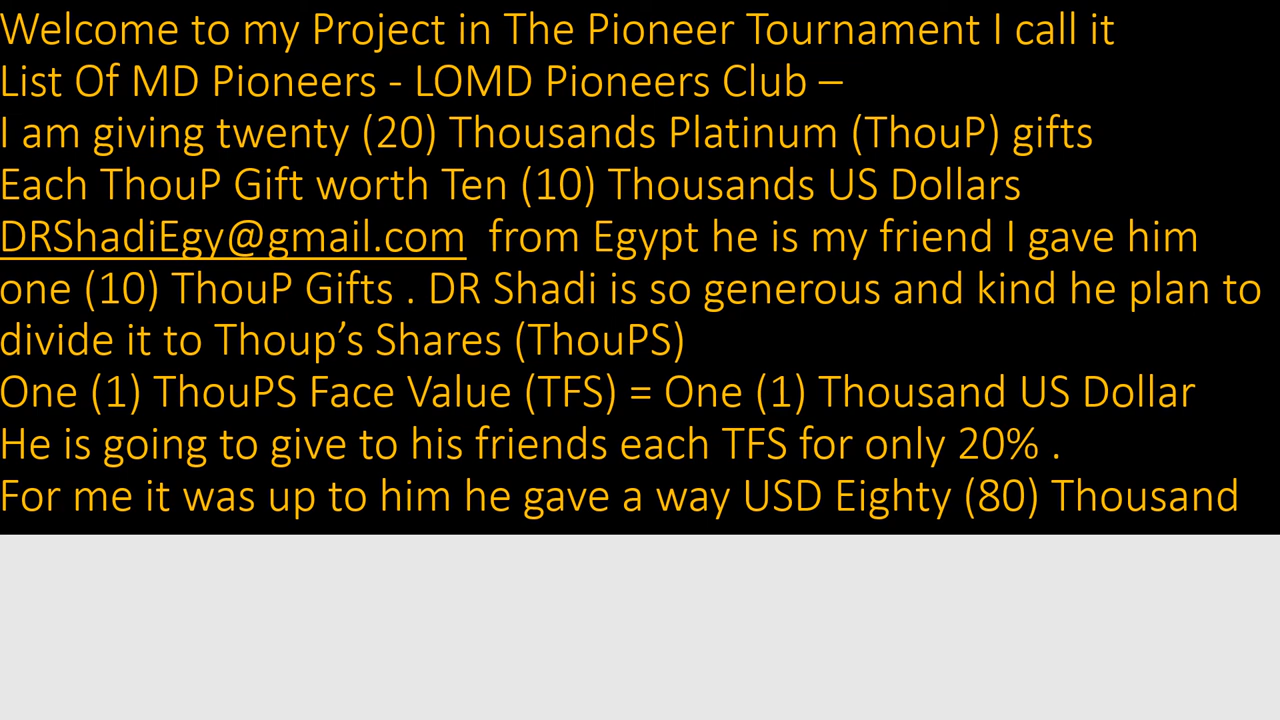 Welcome to my Project in The Pioneer Tournament I call it
List Of MD Pioneers - LOMD Pioneers Club –
I am giving twenty (20) Thousands Platinum (ThouP) gifts
Each ThouP Gift worth Ten (10) Thousands US Dollars
DRShadiEgy@gmail.com from Egypt he is my friend I gave him
one (10) ThouP Gifts . DR Shadi is so generous and kind he plan to
divide it to Thoup’s Shares (ThouPS)
One (1) ThouPS Face Value (TFS) = One (1) Thousand US Dollar
He is going to give to his friends each TFS for only 20% .
For me it was up to him he gave a way USD Eighty (80) Thousand